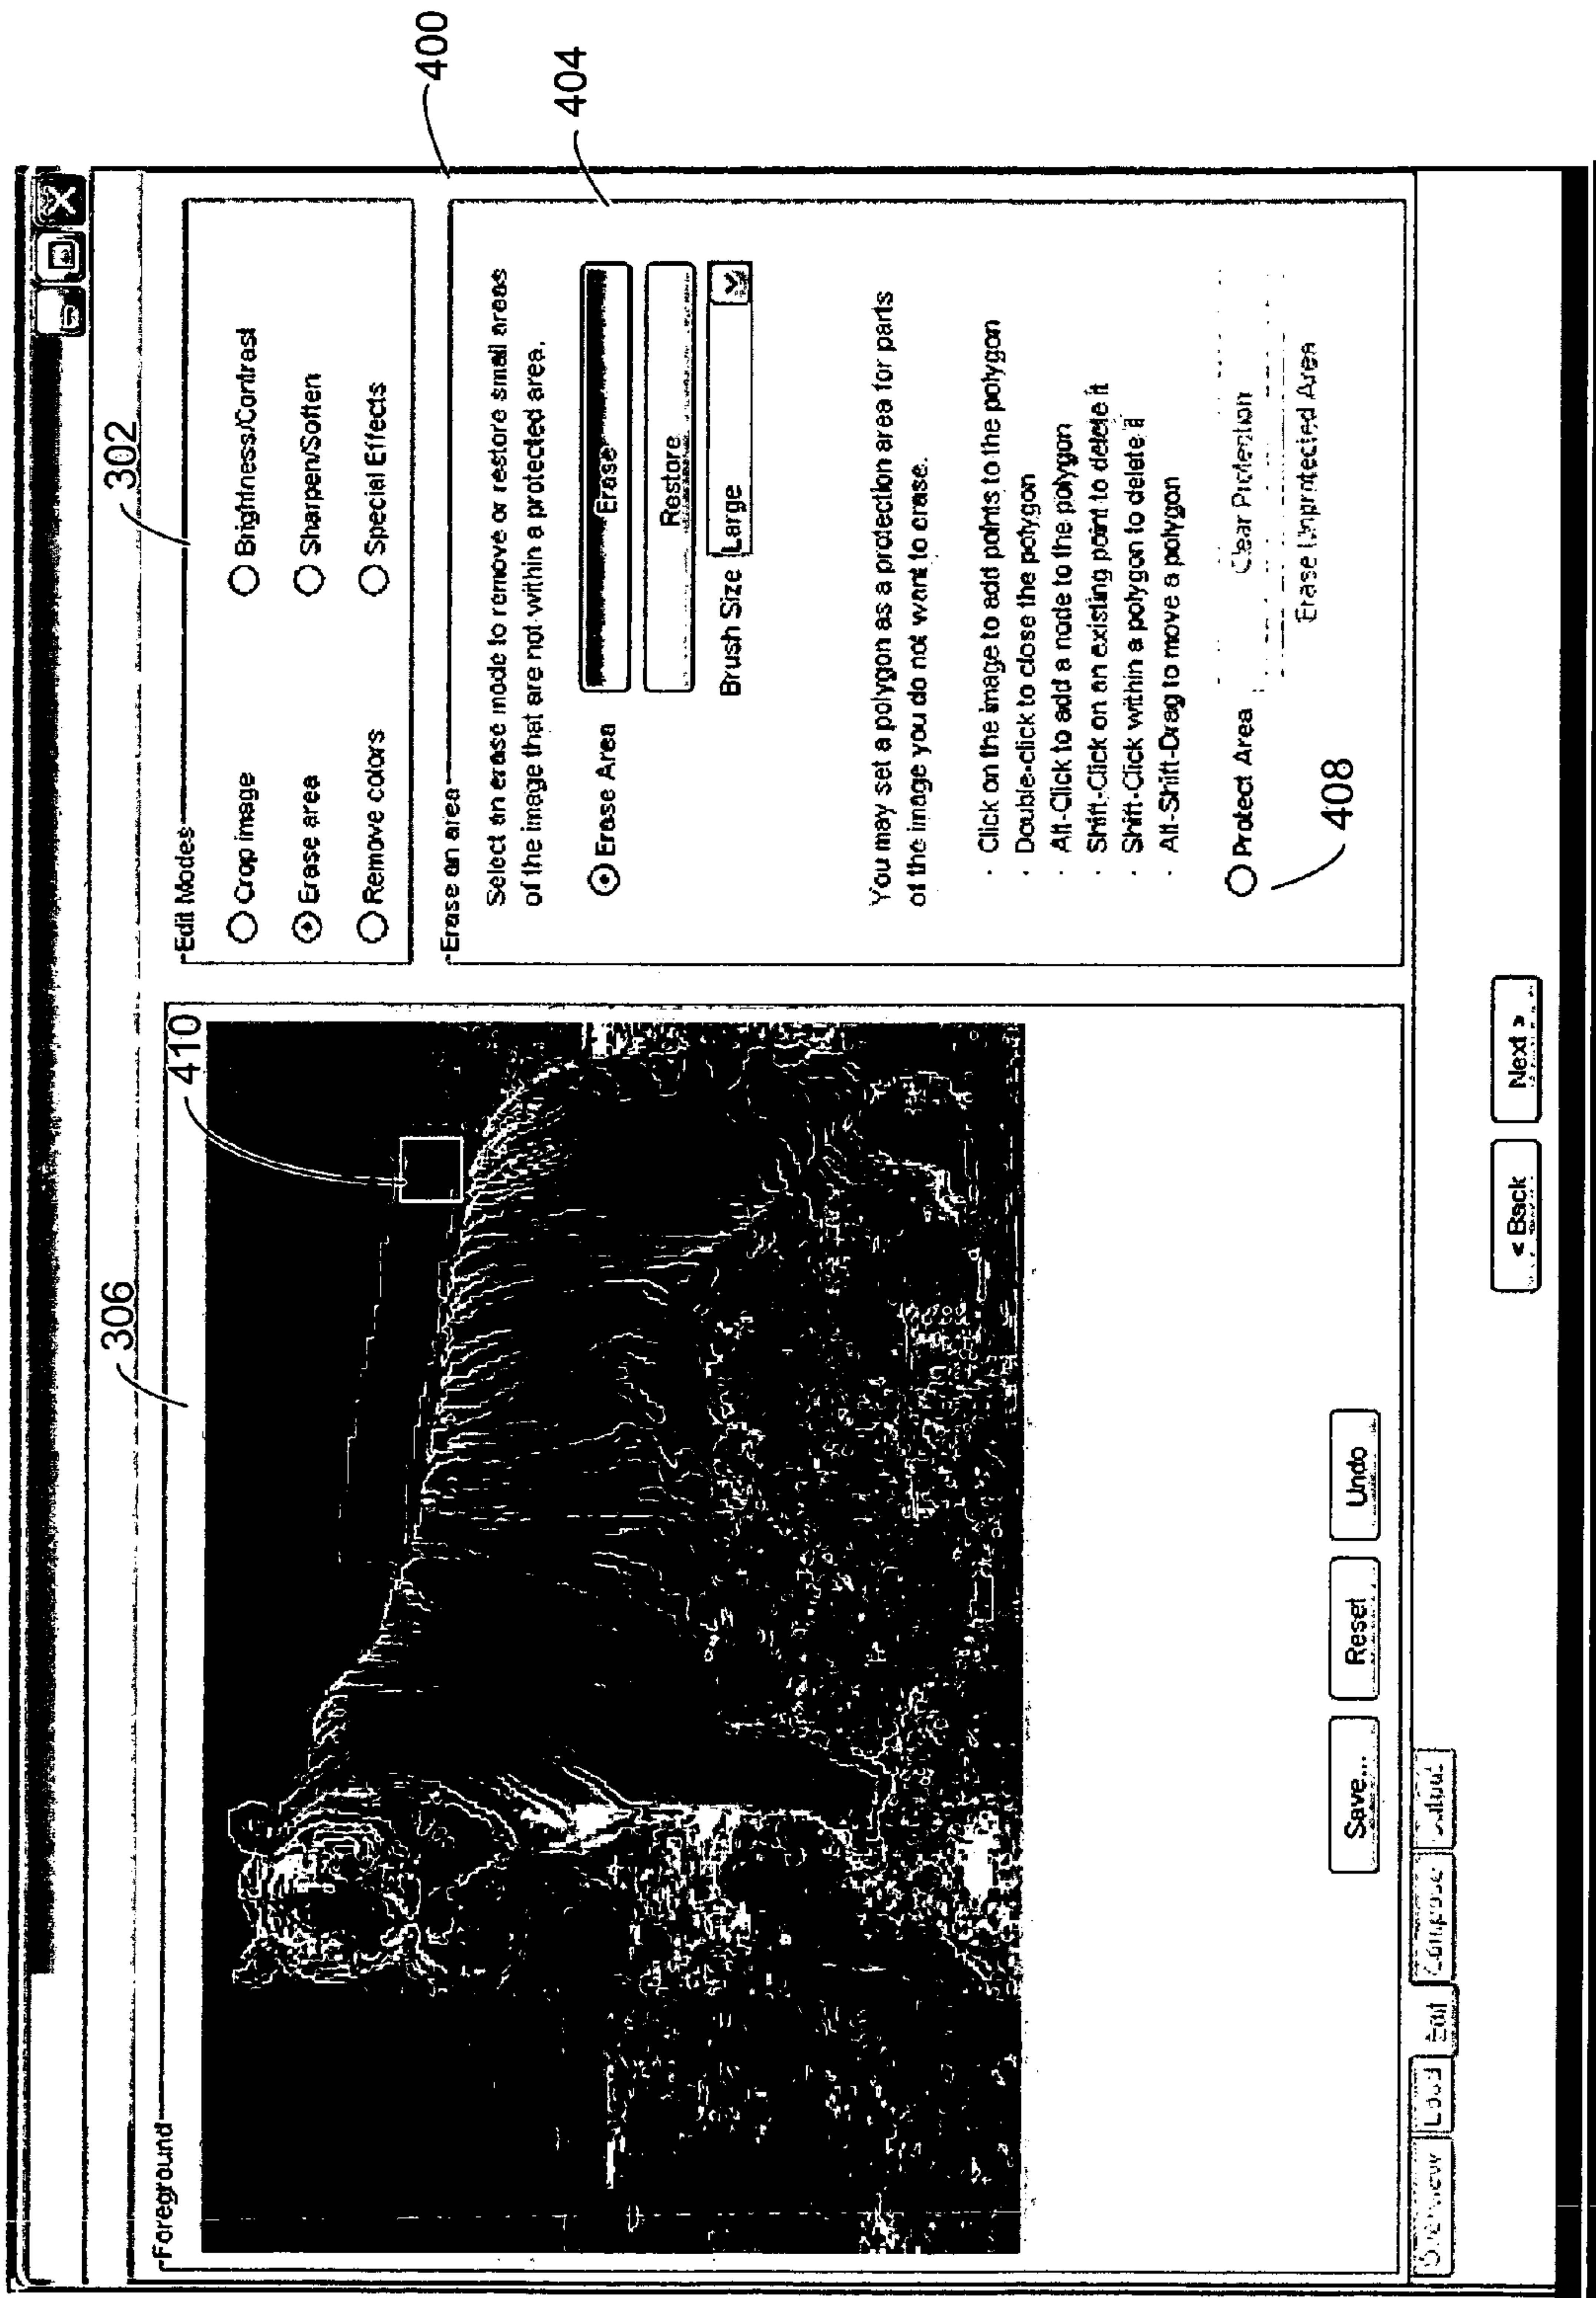 302
400
404
306
410
408
Foreground
Edit Modes
Crop image
Brightness/Contrast
Erase area
Sharpen/Soften
Remove colors
Special Effects
Erase an area
Select an erase mode to remove or restore small areas
of the image that are not within a protected area.
Erase Area
Erase
Restore
Brush Size Large
You may set a polygon as a protection area for parts
of the image you do not want to erase.
· Click on the image to add points to the polygon
· Double-click to close the polygon
· Alt-Click to add a node to the polygon
· Shift-Click on an existing point to delete it
· Shift-Click within a polygon to delete it
· Alt-Shift-Drag to move a polygon
Protect Area
Clear Protection
Erase Unprotected Area
Save...
Reset
Undo
Overview
Load
Edit
Compose
Output
< Back
Next >